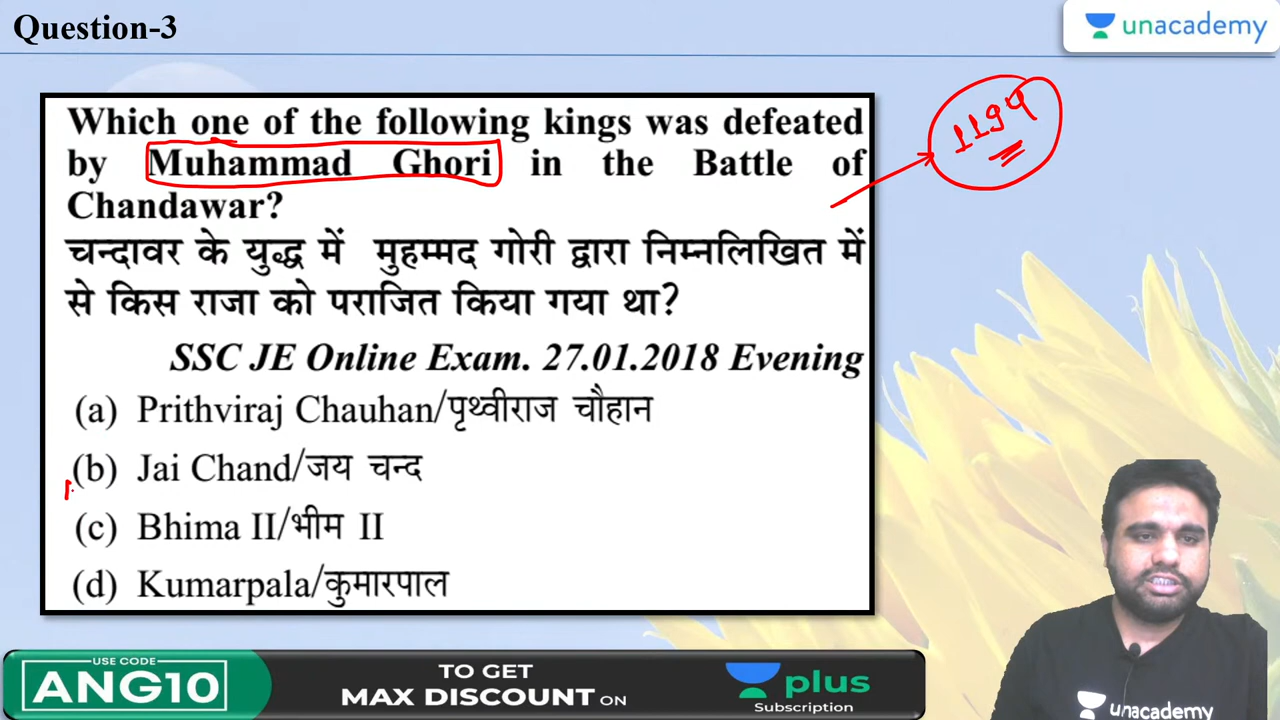 Question-3
unacademy
1194
Which one of the following kings was defeated
by Muhammad Ghori in the Battle of
Chandawar?
चन्दावर के युद्ध में मुहम्मद गोरी द्वारा निम्नलिखित में
से किस राजा को पराजित किया गया था?
SSC JE Online Exam. 27.01.2018 Evening
(a) Prithviraj Chauhan/पृथ्वीराज चौहान
(b) Jai Chand/जय चन्द
(c) Bhima II/भीम II
(d) Kumarpala/कुमारपाल
USE CODE
ANG10
TO GET
MAX DISCOUNT ON
plus
Subscription
unacademy